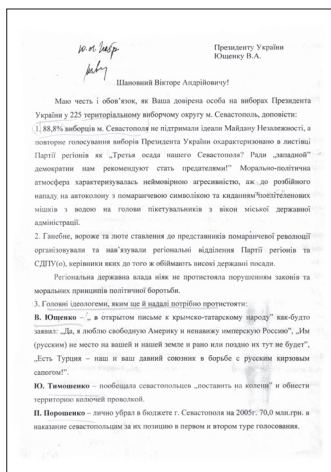 Президенту України
Ющенку В.А.
Шановний Вікторе Андрійовичу!
Маю честь і обов'язок, як Ваша довірена особа на виборах Президента
України у 225 територіальному виборчому округу м. Севастополь, доповісти:
1. 88,8% виборців м. Севастополя не підтримали ідеали Майдану Незалежності, а
повторне голосування виборів Президента України охарактеризовано в листівці
Партії регіонів як „Третья осада нашего Севастополя? Ради „западной"
демократии нам рекомендуют стать предателями!" Морально-політична
атмосфера характеризувалась неймовірною агресивністю, аж до розбійного
нападу на автоколону з помаранчевою символікою та киданням поліетіленових
мішків з водою на голови пікетувальників з вікон міської державної
адміністрації.
2. Ганебне, вороже та люте ставлення до представників помаранчевої революції
організовували та нав'язували регіональні відділення Партії регіонів та
СДПУ(о), керівники яких до того ж обіймають високі державні посади.
Регіональна державна влада ніяк не протистояла порушенням законів та
моральних принципів політичної боротьби.
3. Головні ідеологеми, яким ще й надалі потрібно протистояти:
В. Ющенко – „ в открытом письме к крымско-татарскому народу" как-будто
заявил: „Да, я люблю свободную Америку и ненавижу имперскую Россию", „Им
(русским) не место на вашей и нашей земле и рано или поздно их тут не будет",
„Есть Турция – наш и ваш давний союзник в борьбе с русским кирзовым
сапогом!".
Ю. Тимошенко – пообещала севастопольцев „поставить на колени" и обнести
территорию колючей проволкой.
П. Порошенко – лично убрал в бюджете г. Севастополя на 2005г. 70,0 млн.грн. в
наказание севастопольцам за их позицию в первом и втором туре голосования.